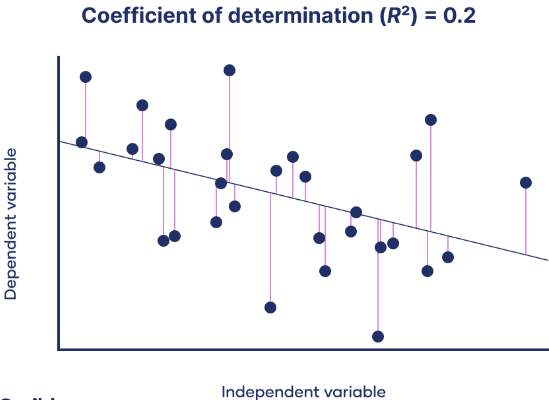 Coefficient of determination (R²) = 0.2
Dependent variable
Independent variable